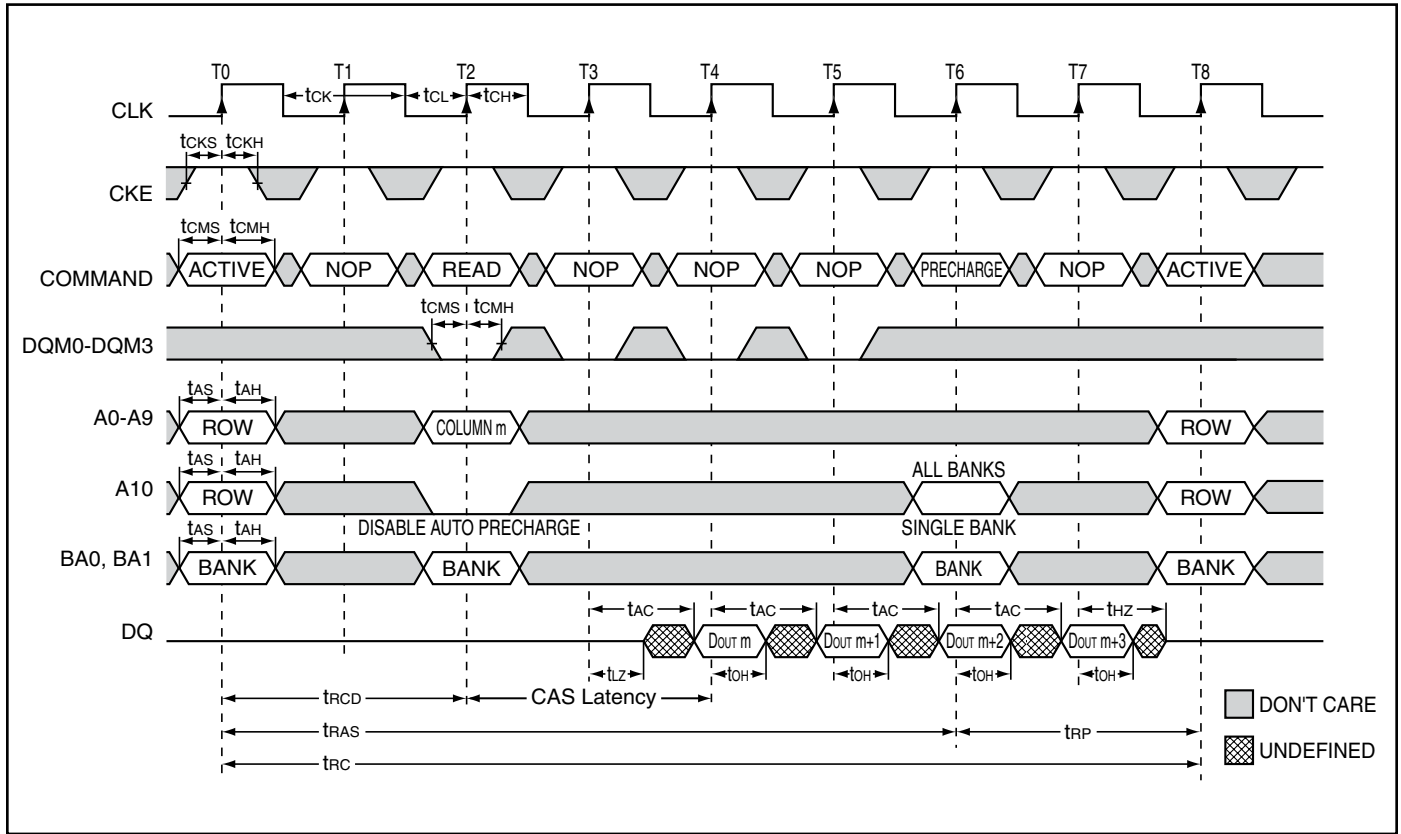 T0 T1 T2 T3 T4 T5 T6 T7 T8
CLK tCK tCL tCH
tCKS tCKH
CKE
tCMS tCMH
COMMAND ACTIVE NOP READ NOP NOP NOP PRECHARGE NOP ACTIVE
tCMS tCMH
DQM0-DQM3
tAS tAH
A0-A9 ROW COLUMN m ROW
tAS tAH ALL BANKS
A10 ROW ROW
tAS tAH DISABLE AUTO PRECHARGE SINGLE BANK
BA0, BA1 BANK BANK BANK BANK
tAC tAC tAC tAC tHZ
DQ DOUT m DOUT m+1 DOUT m+2 DOUT m+3
tLZ tOH tOH tOH tOH
tRCD CAS Latency
DON'T CARE
tRAS tRP
UNDEFINED
tRC